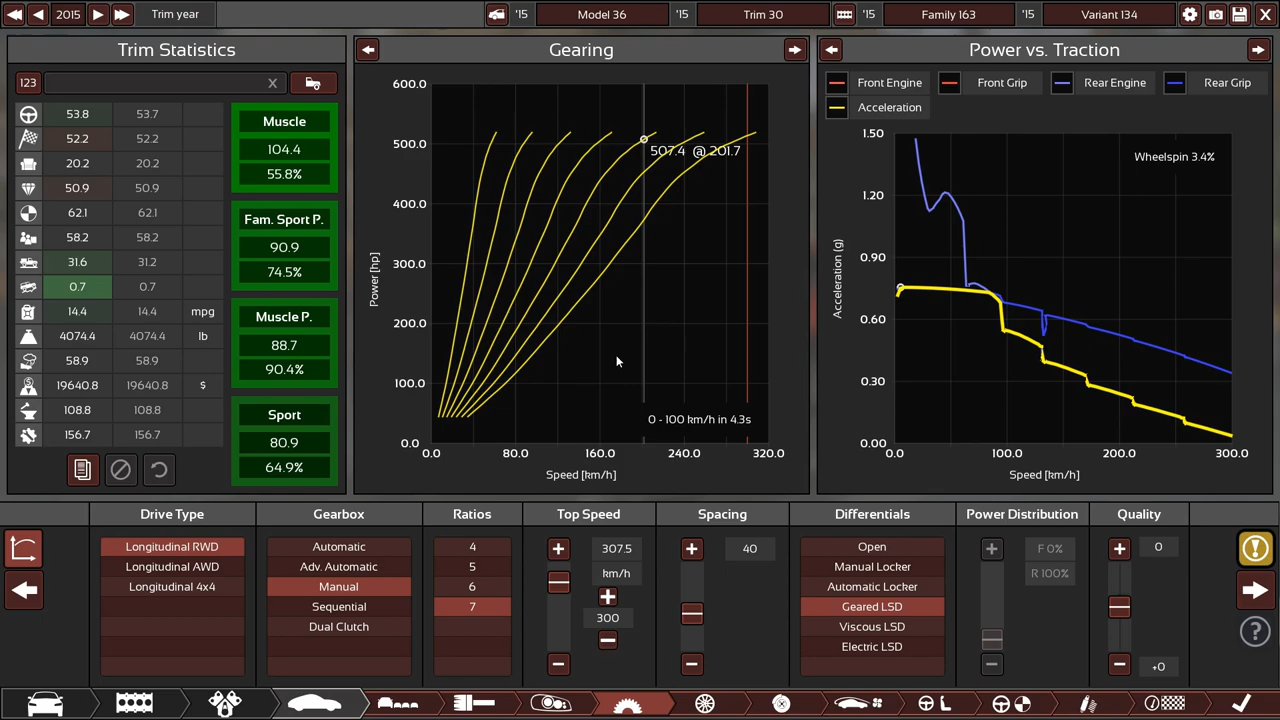 2015 Trim year '15 Model 36 '15 Trim 30 '15 Family 163 '15 Variant 134
Trim Statistics
123 X
53.8 53.7
52.2 52.2
20.2 20.2
50.9 50.9
62.1 62.1
58.2 58.2
31.6 31.2
0.7 0.7
14.4 14.4 mpg
4074.4 4074.4 lb
58.9 58.9
19640.8 19640.8 $
108.8 108.8
156.7 156.7
Muscle
104.4
55.8%
Fam. Sport P.
90.9
74.5%
Muscle P.
88.7
90.4%
Sport
80.9
64.9%
Gearing
600.0
500.0
400.0
300.0
200.0
100.0
0.0
Power [hp]
507.4 @ 201.7
0 - 100 km/h in 4.3s
0.0 80.0 160.0 240.0 320.0
Speed [km/h]
Power vs. Traction
Front Engine Front Grip Rear Engine Rear Grip
Acceleration
1.50
1.20
0.90
0.60
0.30
0.00
Acceleration (g)
Wheelspin 3.4%
0.0 100.0 200.0 300.0
Speed [km/h]
Drive Type
Longitudinal RWD
Longitudinal AWD
Longitudinal 4x4
Gearbox
Automatic
Adv. Automatic
Manual
Sequential
Dual Clutch
Ratios
4
5
6
7
Top Speed
307.5
km/h
300
Spacing
40
Differentials
Open
Manual Locker
Automatic Locker
Geared LSD
Viscous LSD
Electric LSD
Power Distribution
F 0%
R 100%
Quality
0
+0